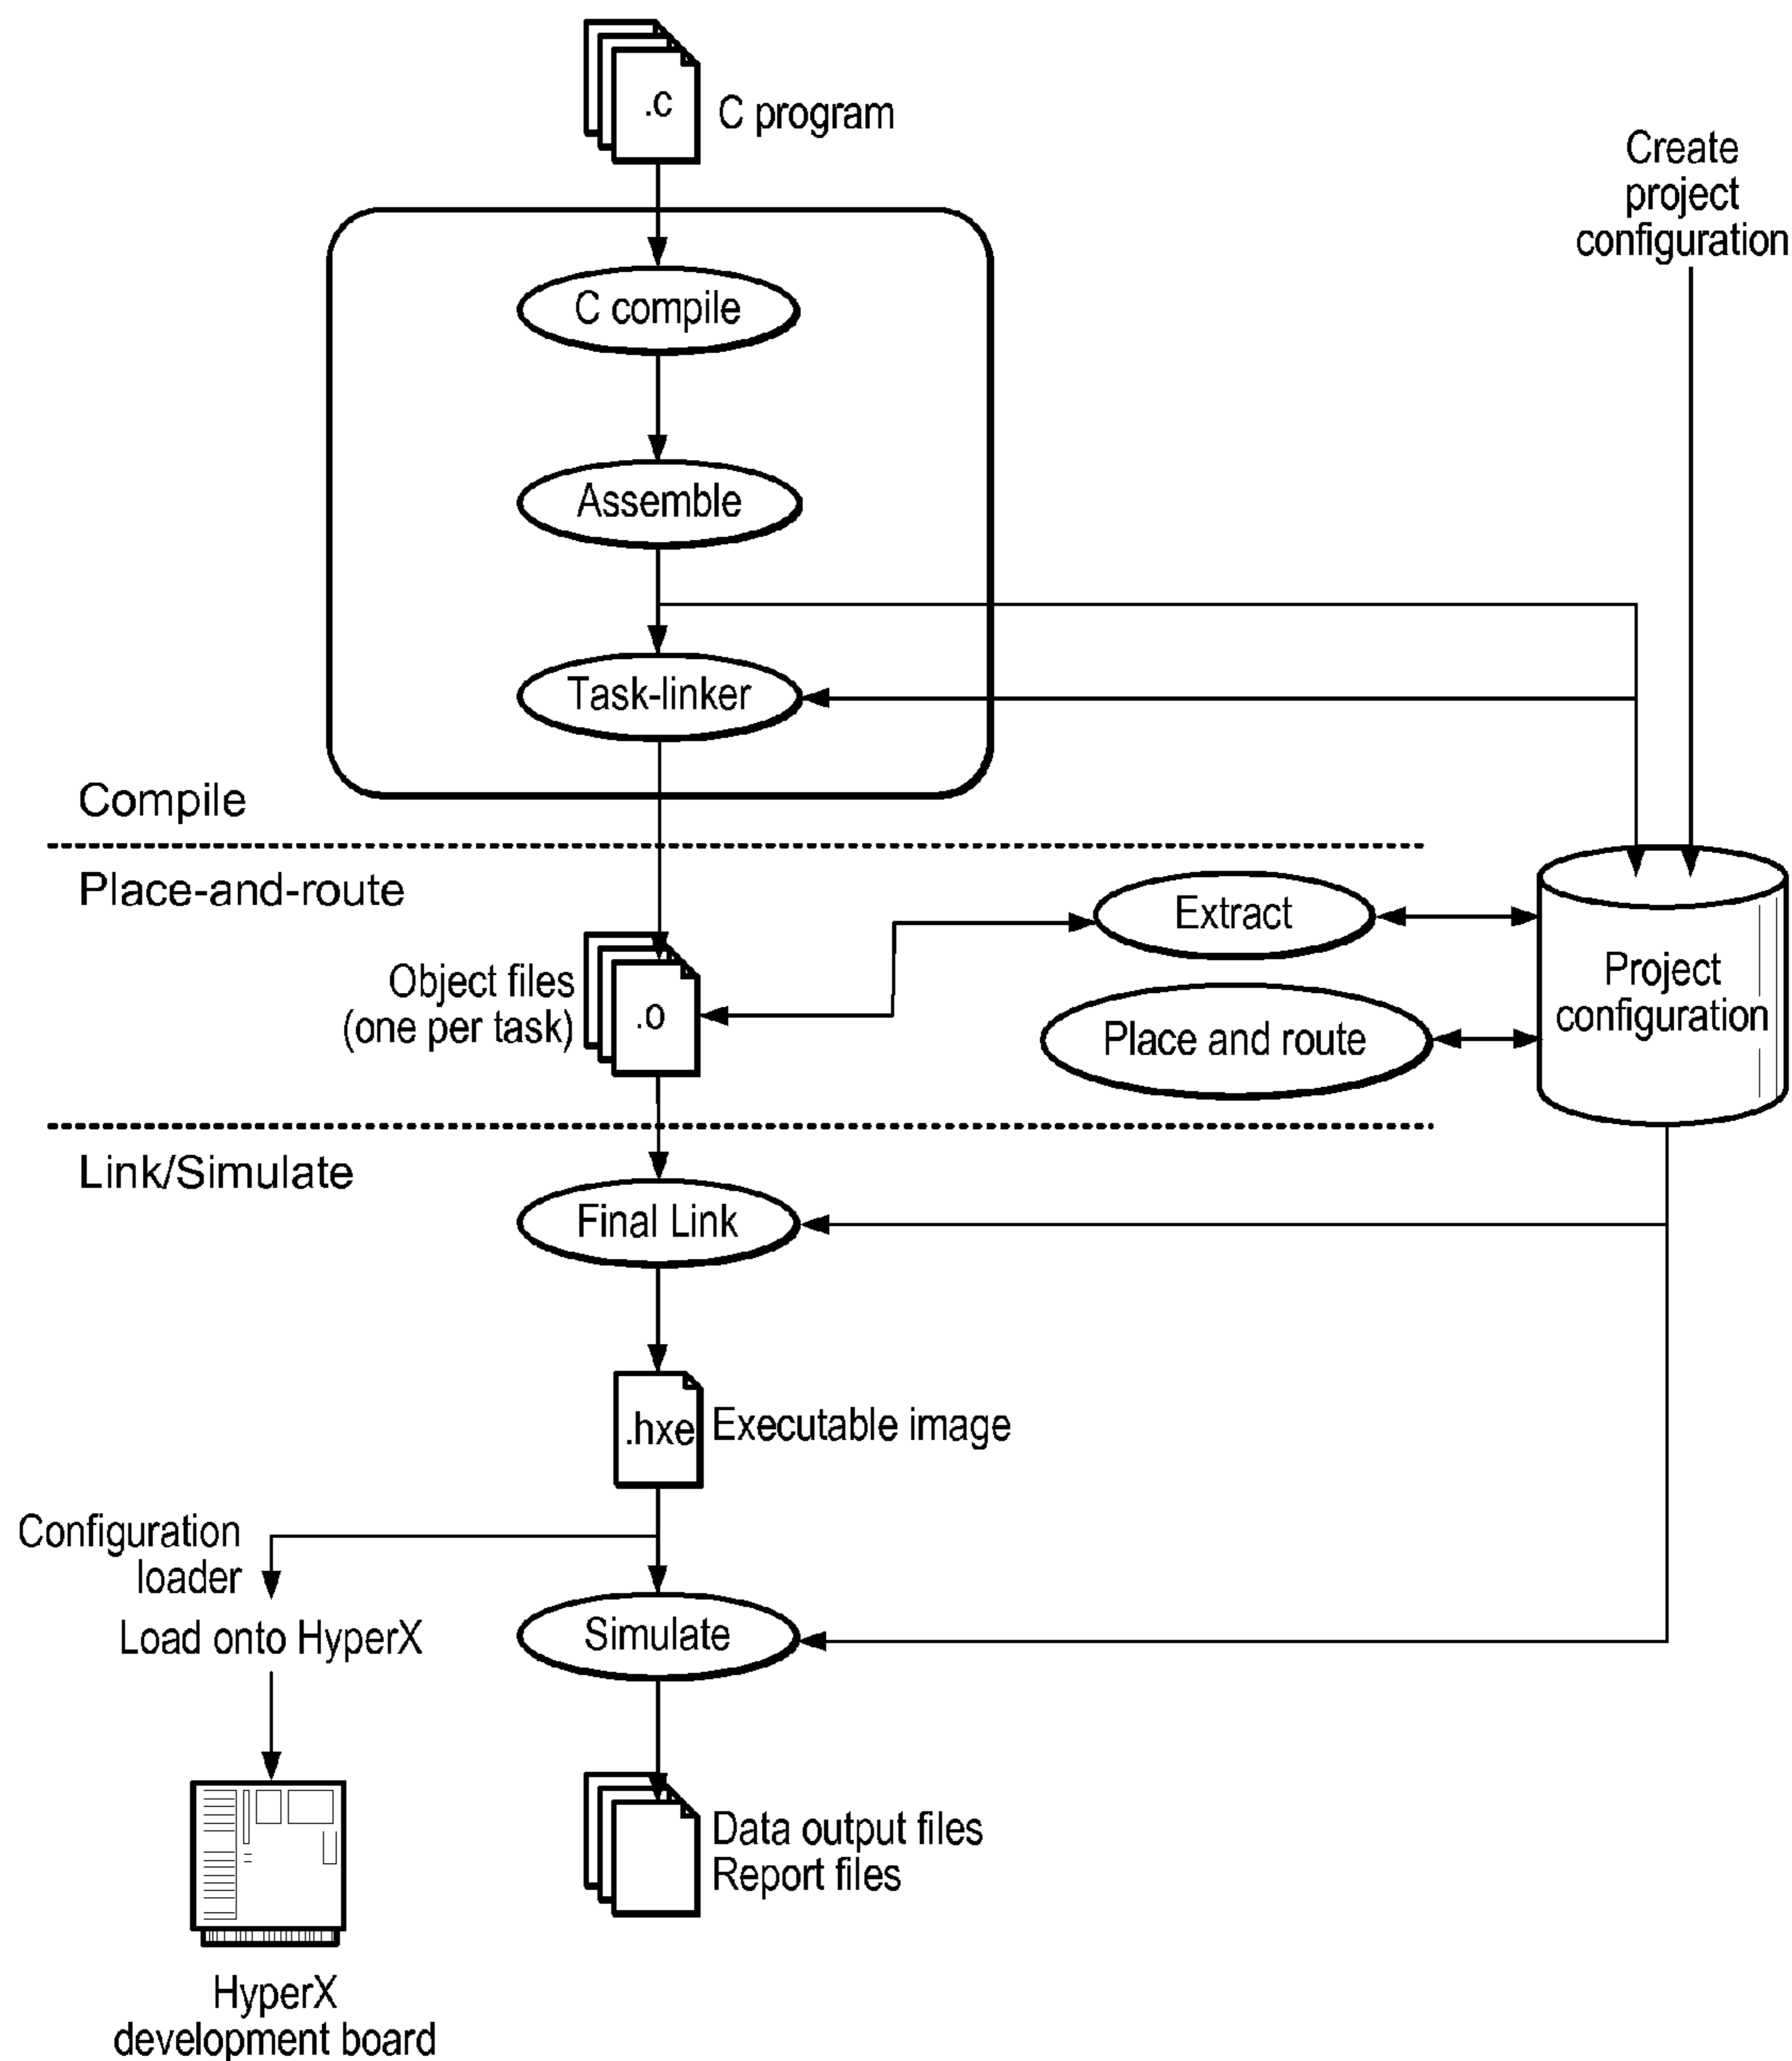 .c
C program
Create
project
configuration
C compile
Assemble
Task-linker
Compile
Place-and-route
Extract
Object files
(one per task)
.o
Project
configuration
Place and route
Link/Simulate
Final Link
.hxe
Executable image
Configuration
loader
Load onto HyperX
Simulate
Data output files
Report files
HyperX
development board